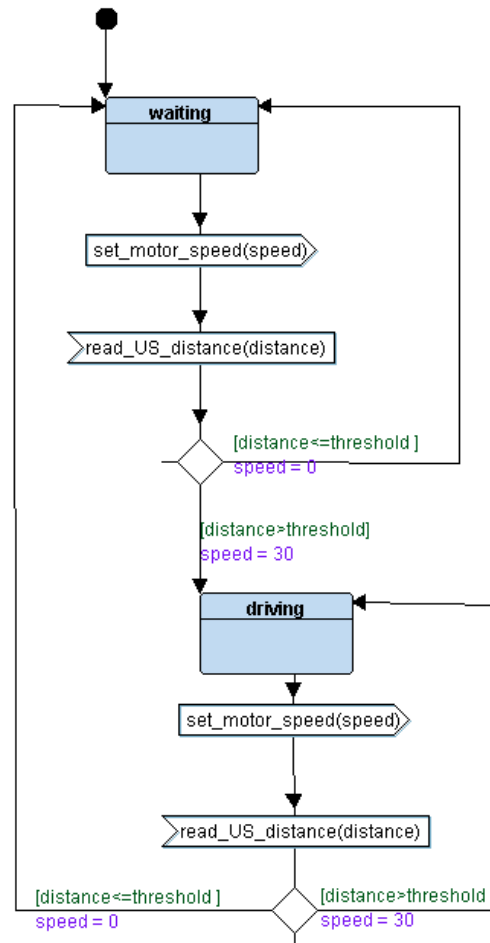 waiting
set_motor_speed(speed)
read_US_distance(distance)
[distance<=threshold ]
speed = 0
[distance>threshold]
speed = 30
driving
set_motor_speed(speed)
read_US_distance(distance)
[distance<=threshold ]
speed = 0
[distance>threshold
speed = 30